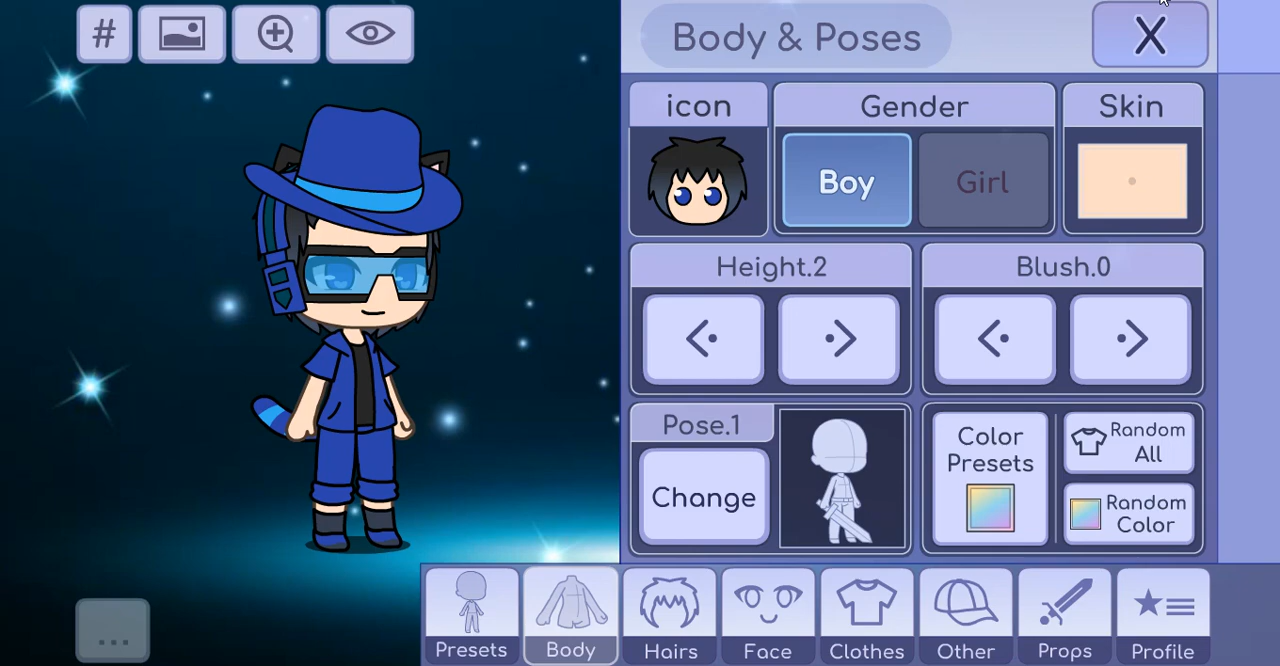 #
Body & Poses
X
icon
Gender
Skin
Boy
Girl
Height.2
Blush.0
Pose.1
Change
Color
Presets
Random
All
Random
Color
...
Presets
Body
Hairs
Face
Clothes
Other
Props
Profile